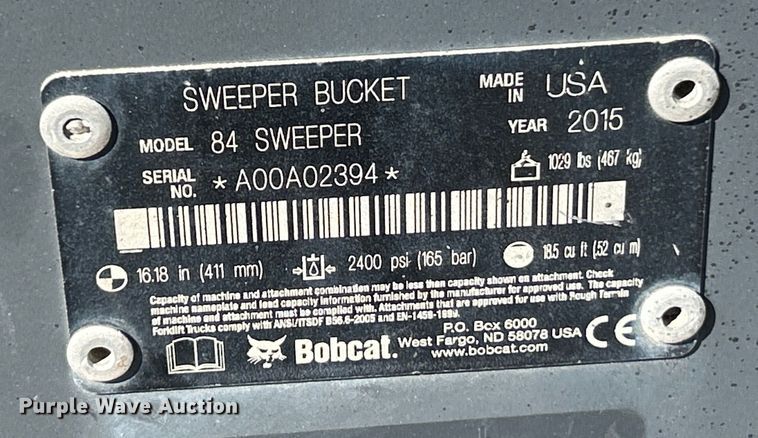 SWEEPER BUCKET
MADE IN USA
MODEL 84 SWEEPER
YEAR 2015
SERIAL NO. *A00A02394*
1029 lbs (467 kg)
16.18 in (411 mm)
2400 psi (165 bar)
18.5 cu ft (.52 cu m)
Capacity of machine and attachment combination may be less than capacity shown on attachment. Check
machine nameplate and lead capacity information furnished by the manufacturer for approved use. The capacity
of machine and attachment must be complied with. Attachments that are approved for use with Rough Terrain
Forklift Trucks comply with ANSI/ITSDF B56.6-2005 and EN-1459-1999.
Bobcat.
P.O. Box 6000
West Fargo, ND 58078 USA
www.bobcat.com
CE
Purple Wave Auction